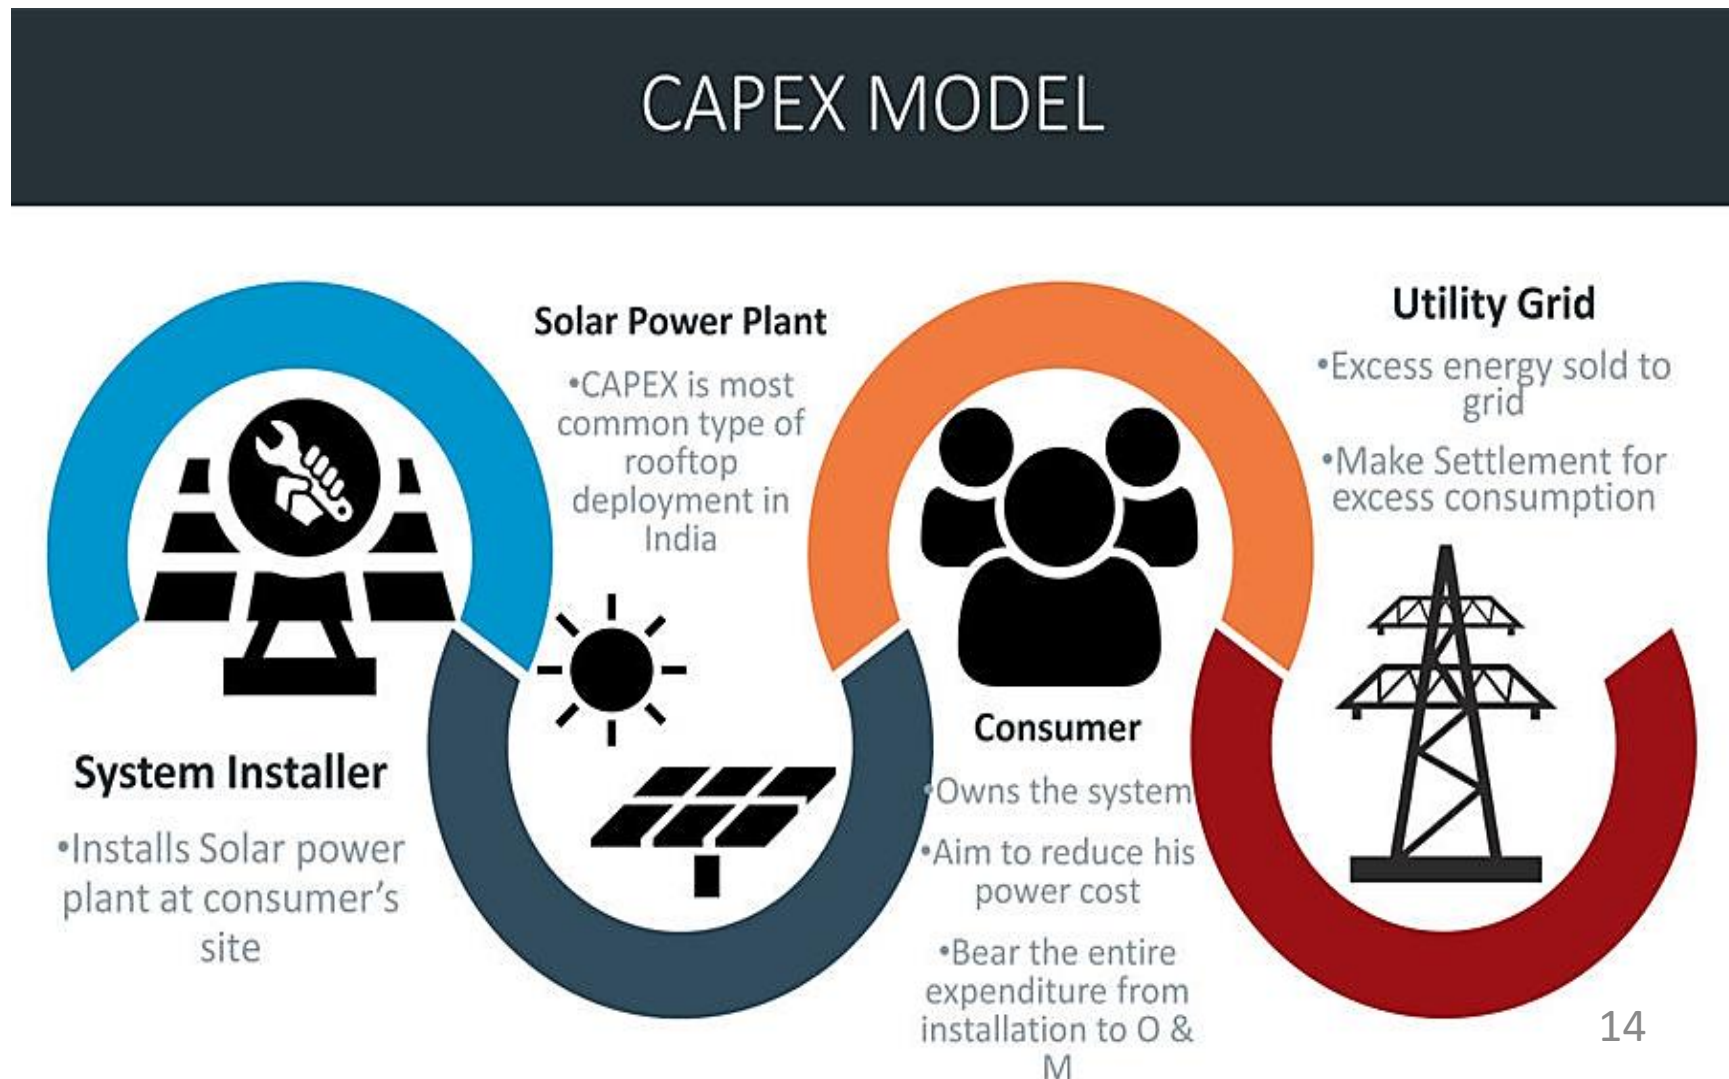 CAPEX MODEL
System Installer
•Installs Solar power
plant at consumer's
site
Solar Power Plant
•CAPEX is most
common type of
rooftop
deployment in
India
Consumer
•Owns the system
•Aim to reduce his
power cost
•Bear the entire
expenditure from
installation to O &
M
Utility Grid
•Excess energy sold to
grid
•Make Settlement for
excess consumption
14